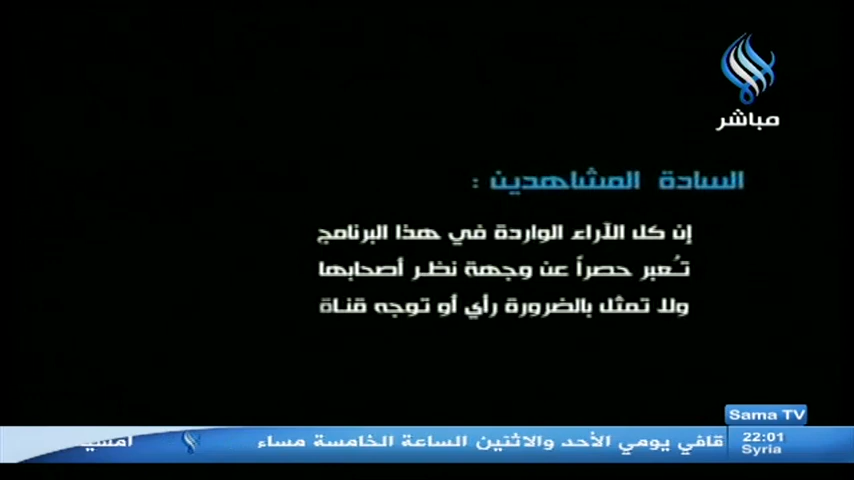 مباشر
السادة المشاهدين :
إن كل الآراء الواردة في هذا البرنامج
تُعبر حصراً عن وجهة نظر أصحابها
ولا تمثل بالضرورة رأي أو توجه قناة
Sama TV
قافي يومي الأحد والاثنين الساعة الخامسة مساء
22:01
Syria